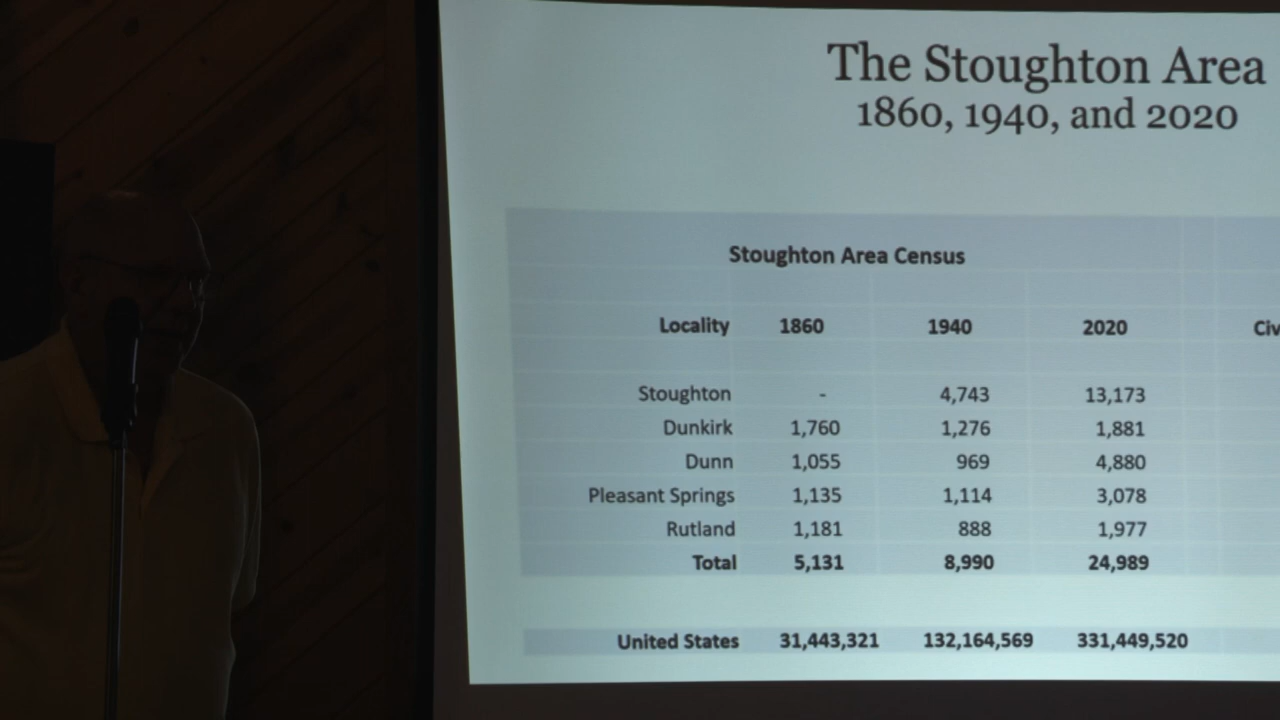 The Stoughton Area
1860, 1940, and 2020
Stoughton Area Census
Locality 1860 1940 2020 Civ
Stoughton - 4,743 13,173
Dunkirk 1,760 1,276 1,881
Dunn 1,055 969 4,880
Pleasant Springs 1,135 1,114 3,078
Rutland 1,181 888 1,977
Total 5,131 8,990 24,989
United States 31,443,321 132,164,569 331,449,520